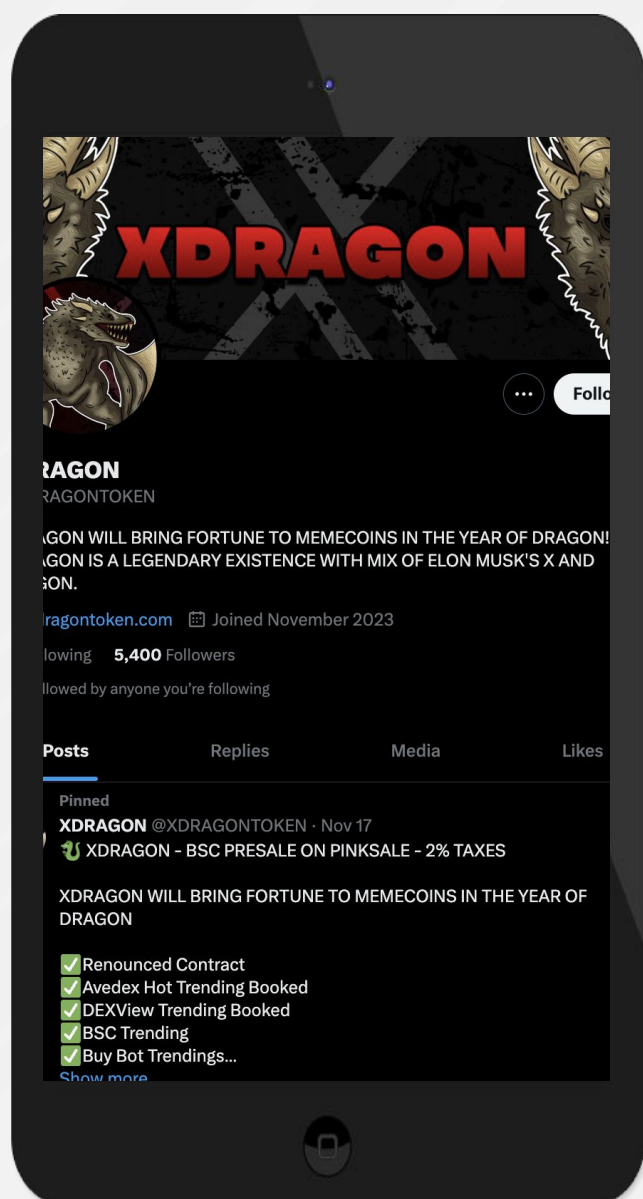 XDRAGON
Follo
RAGON
RAGONTOKEN
AGON WILL BRING FORTUNE TO MEMECOINS IN THE YEAR OF DRAGON!
AGON IS A LEGENDARY EXISTENCE WITH MIX OF ELON MUSK'S X AND
GON.
ragontoken.com Joined November 2023
lowing 5,400 Followers
llowed by anyone you're following
Posts Replies Media Likes
Pinned
XDRAGON @XDRAGONTOKEN · Nov 17
🐉 XDRAGON - BSC PRESALE ON PINKSALE - 2% TAXES
XDRAGON WILL BRING FORTUNE TO MEMECOINS IN THE YEAR OF
DRAGON
✅Renounced Contract
✅Avedex Hot Trending Booked
✅DEXView Trending Booked
✅BSC Trending
✅Buy Bot Trendings...
Show more